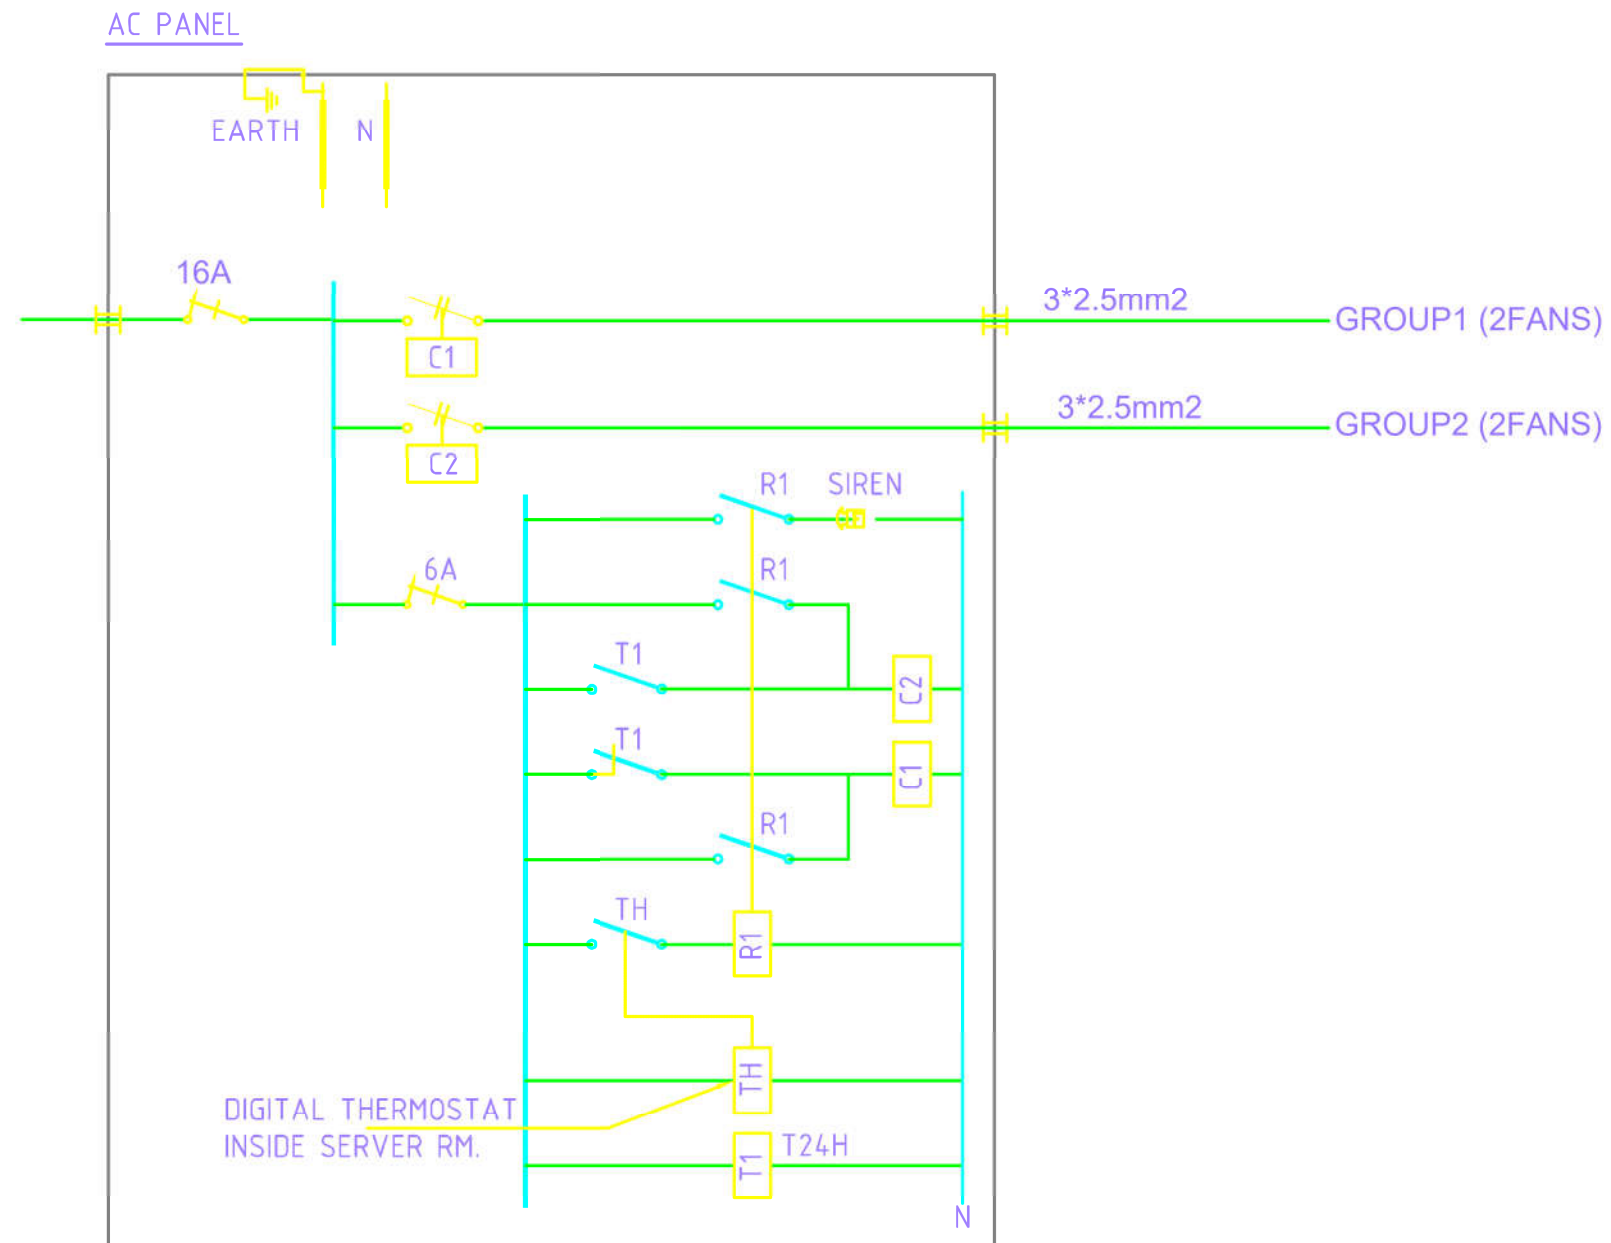 AC PANEL
EARTH
N
16A
3*2.5mm2
GROUP1 (2FANS)
C1
3*2.5mm2
GROUP2 (2FANS)
C2
R1
SIREN
6A
R1
T1
C2
T1
C1
R1
TH
R1
TH
DIGITAL THERMOSTAT
INSIDE SERVER RM.
T1
T24H
N